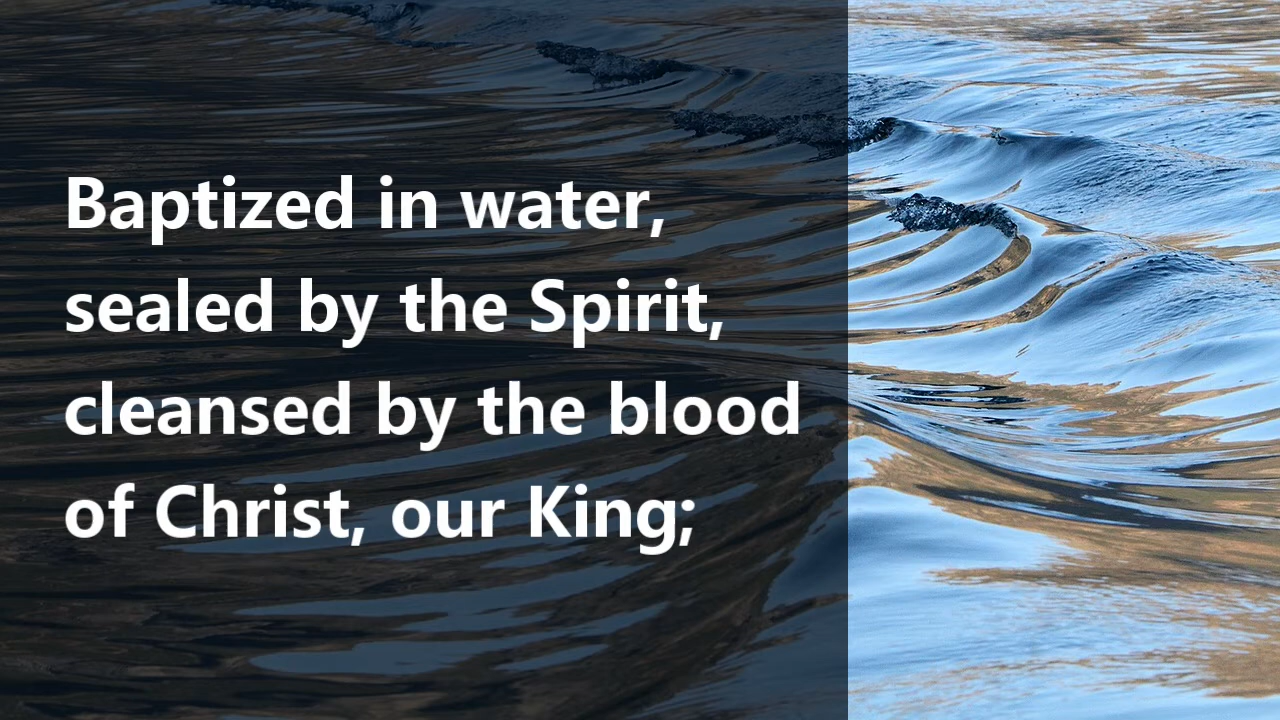 Baptized in water,
sealed by the Spirit,
cleansed by the blood
of Christ, our King;